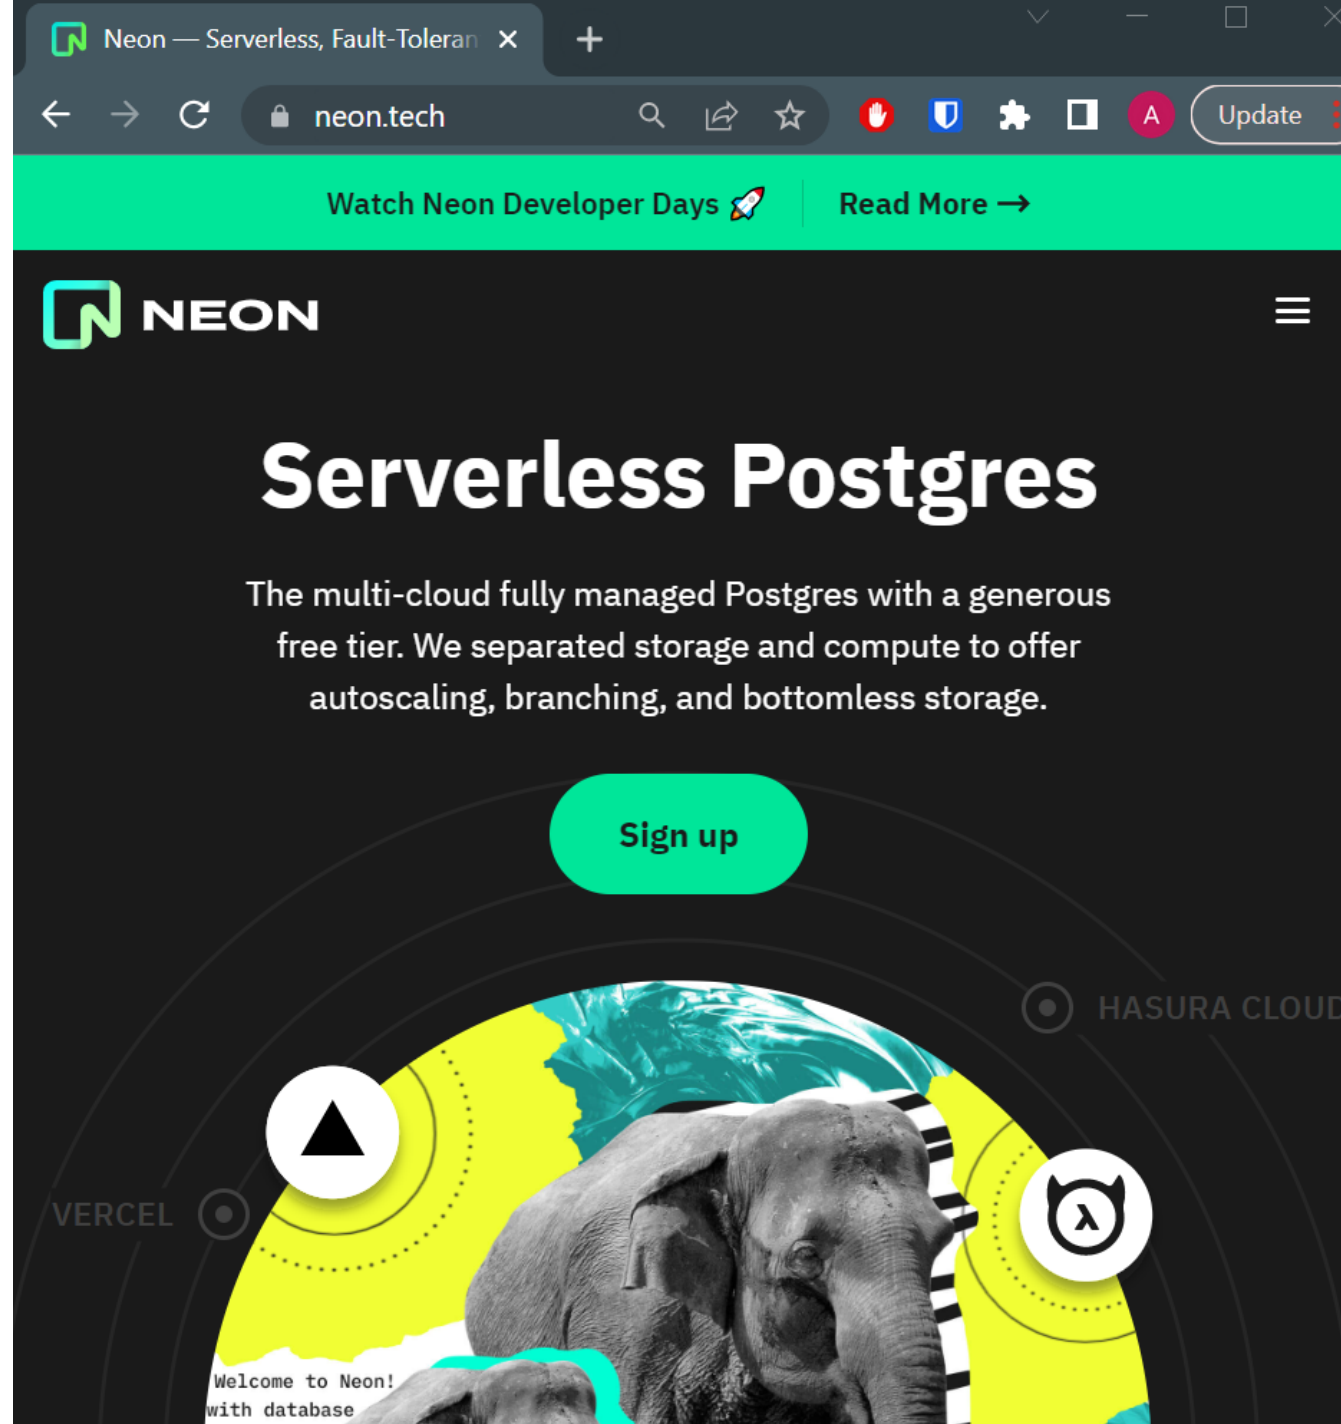 Neon — Serverless, Fault-Toleran
neon.tech
A
Update
Watch Neon Developer Days 🚀
Read More →
NEON
Serverless Postgres
The multi-cloud fully managed Postgres with a generous
free tier. We separated storage and compute to offer
autoscaling, branching, and bottomless storage.
Sign up
HASURA CLOUD
VERCEL
Welcome to Neon!
with database